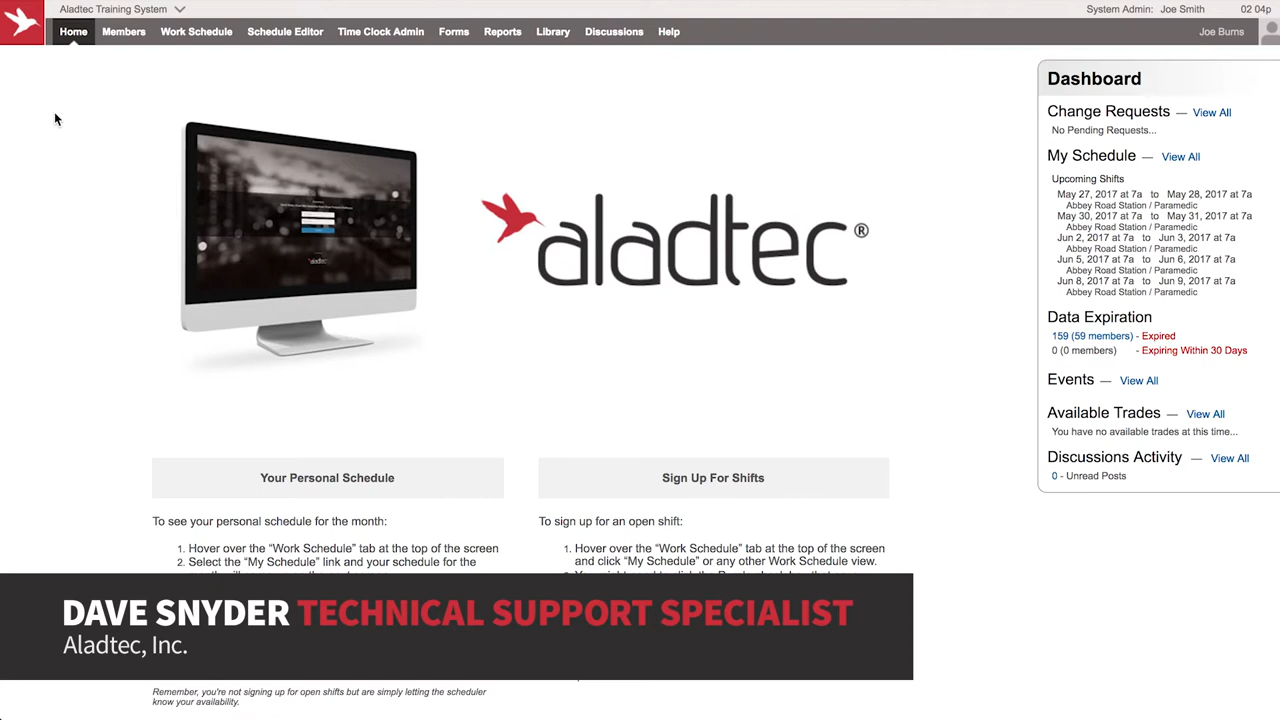 Aladtec Training System
System Admin: Joe Smith
02 04p
Home Members Work Schedule Schedule Editor Time Clock Admin Forms Reports Library Discussions Help
Joe Burns
aladtec®
Dashboard
Change Requests — View All
No Pending Requests...
My Schedule — View All
Upcoming Shifts
May 27, 2017 at 7a to May 28, 2017 at 7a
Abbey Road Station / Paramedic
May 30, 2017 at 7a to May 31, 2017 at 7a
Abbey Road Station / Paramedic
Jun 2, 2017 at 7a to Jun 3, 2017 at 7a
Abbey Road Station / Paramedic
Jun 5, 2017 at 7a to Jun 6, 2017 at 7a
Abbey Road Station / Paramedic
Jun 8, 2017 at 7a to Jun 9, 2017 at 7a
Abbey Road Station / Paramedic
Data Expiration
159 (59 members) - Expired
0 (0 members) - Expiring Within 30 Days
Events — View All
Available Trades — View All
You have no available trades at this time...
Discussions Activity — View All
0 - Unread Posts
Your Personal Schedule
To see your personal schedule for the month:
1. Hover over the “Work Schedule” tab at the top of the screen
2. Select the “My Schedule” link and your schedule for the
Sign Up For Shifts
To sign up for an open shift:
1. Hover over the “Work Schedule” tab at the top of the screen
and click “My Schedule” or any other Work Schedule view.
DAVE SNYDER TECHNICAL SUPPORT SPECIALIST
Aladtec, Inc.
Remember, you're not signing up for open shifts but are simply letting the scheduler
know your availability.